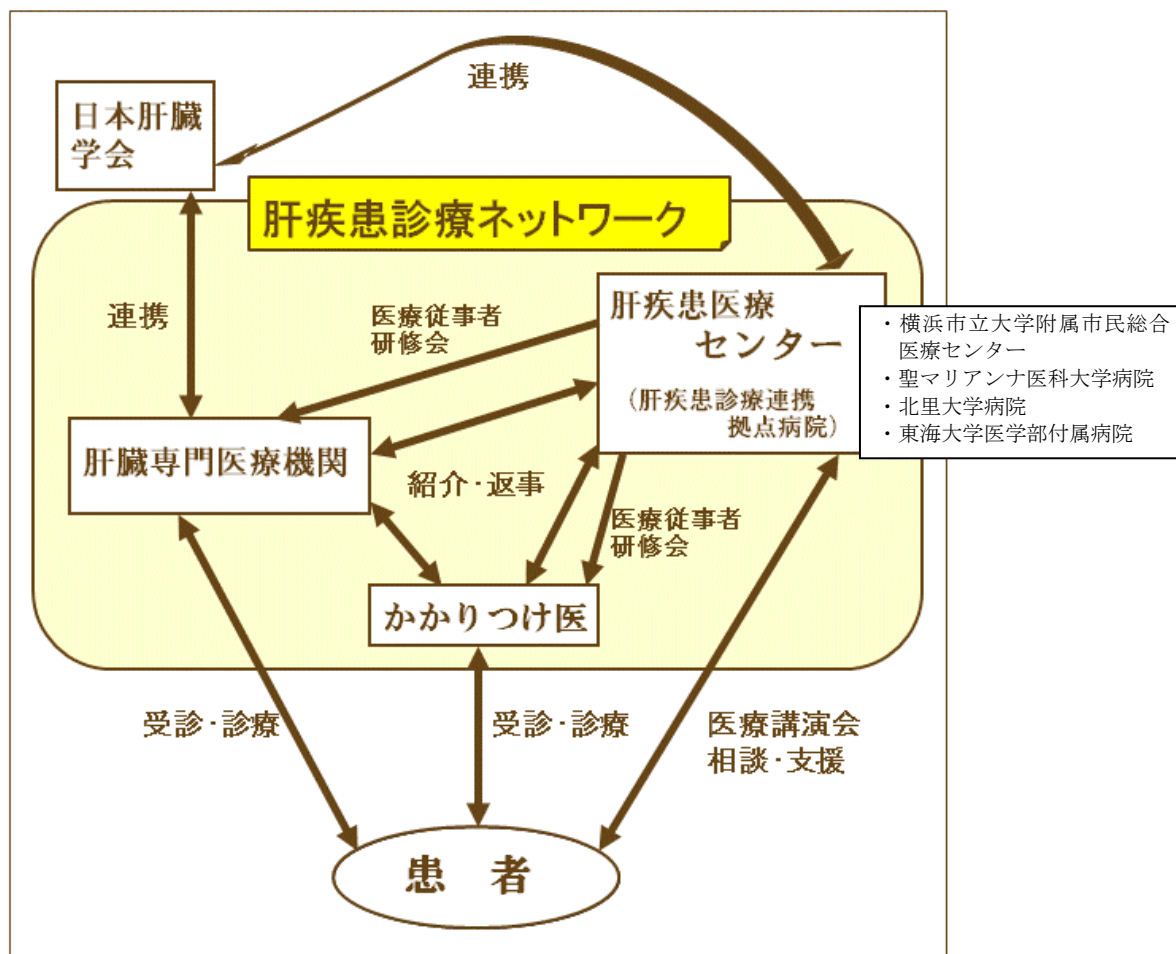 連携
日本肝臓
学会
肝疾患診療ネットワーク
連携
医療従事者
研修会
肝疾患医療
センター
(肝疾患診療連携
拠点病院)
・横浜市立大学附属市民総合
医療センター
・聖マリアンナ医科大学病院
・北里大学病院
・東海大学医学部付属病院
肝臓専門医療機関
紹介・返事
医療従事者
研修会
かかりつけ医
受診・診療
受診・診療
医療講演会
相談・支援
患 者